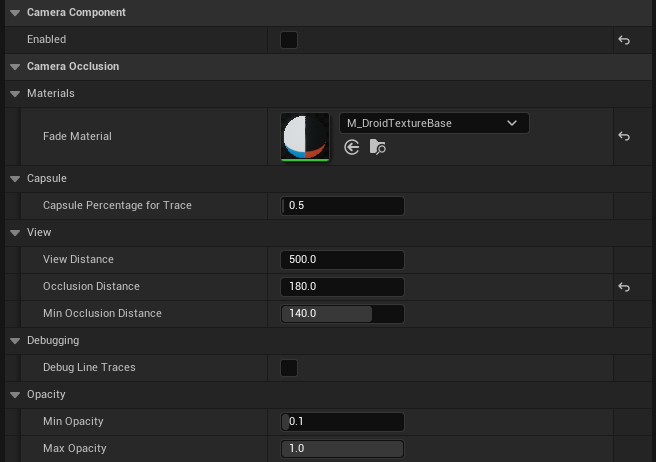 Camera Component
Enabled
Camera Occlusion
Materials
Fade Material M_DroidTextureBase
Capsule
Capsule Percentage for Trace 0.5
View
View Distance 500.0
Occlusion Distance 180.0
Min Occlusion Distance 140.0
Debugging
Debug Line Traces
Opacity
Min Opacity 0.1
Max Opacity 1.0